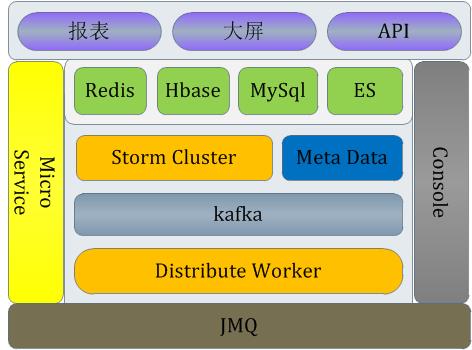 报表
大屏
API
Redis
Hbase
MySql
ES
Micro
Service
Storm Cluster
Meta Data
Console
kafka
Distribute Worker
JMQ